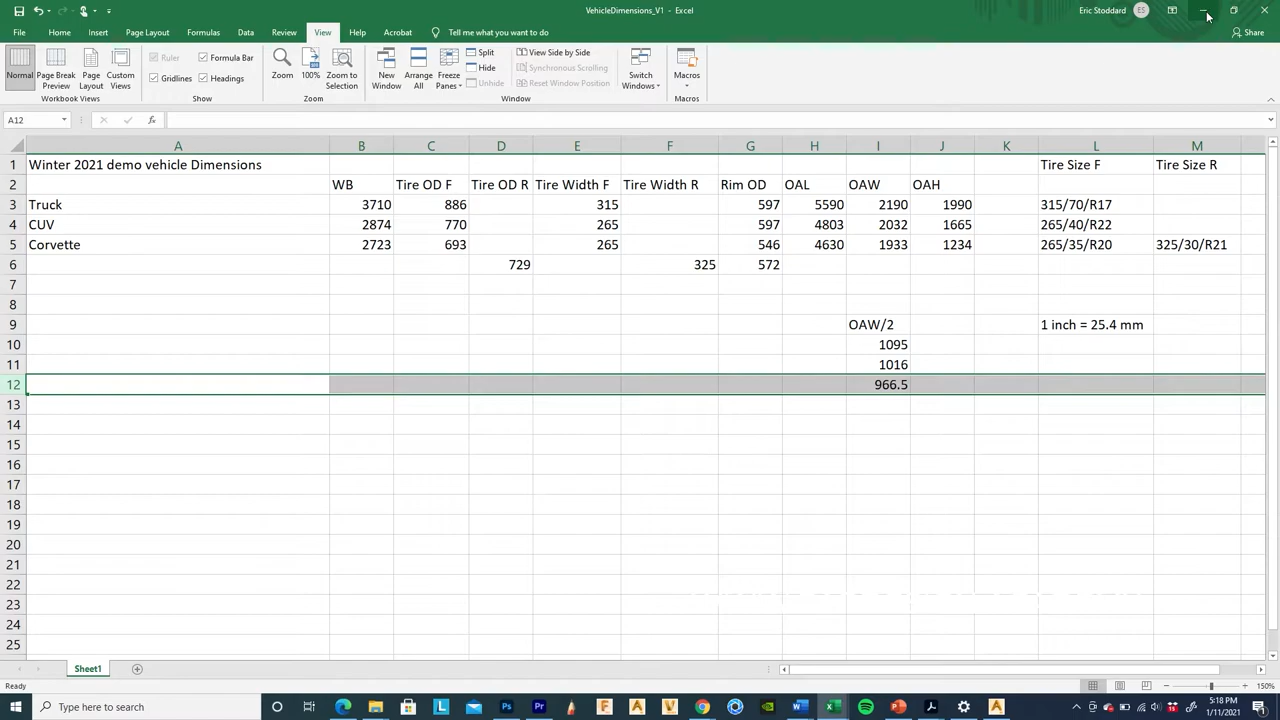 VehicleDimensions_V1 - Excel
Eric Stoddard ES
File Home Insert Page Layout Formulas Data Review View Help Acrobat Tell me what you want to do Share
Normal Page Break Preview Page Layout Custom Views
Workbook Views
Ruler Formula Bar
Gridlines Headings
Show
Zoom 100% Zoom to Selection
Zoom
New Window Arrange All Freeze Panes
Split
Hide
Unhide
View Side by Side
Synchronous Scrolling
Reset Window Position
Window
Switch Windows
Macros
Macros
A12 fx
A B C D E F G H I J K L M
1 Winter 2021 demo vehicle Dimensions Tire Size F Tire Size R
2 WB Tire OD F Tire OD R Tire Width F Tire Width R Rim OD OAL OAW OAH
3 Truck 3710 886 315 597 5590 2190 1990 315/70/R17
4 CUV 2874 770 265 597 4803 2032 1665 265/40/R22
5 Corvette 2723 693 265 546 4630 1933 1234 265/35/R20 325/30/R21
6 729 325 572
7
8
9 OAW/2 1 inch = 25.4 mm
10 1095
11 1016
12 966.5
13
14
15
16
17
18
19
20
21
22
23
24
25
Sheet1
Ready 150%
Type here to search
5:18 PM
1/11/2021